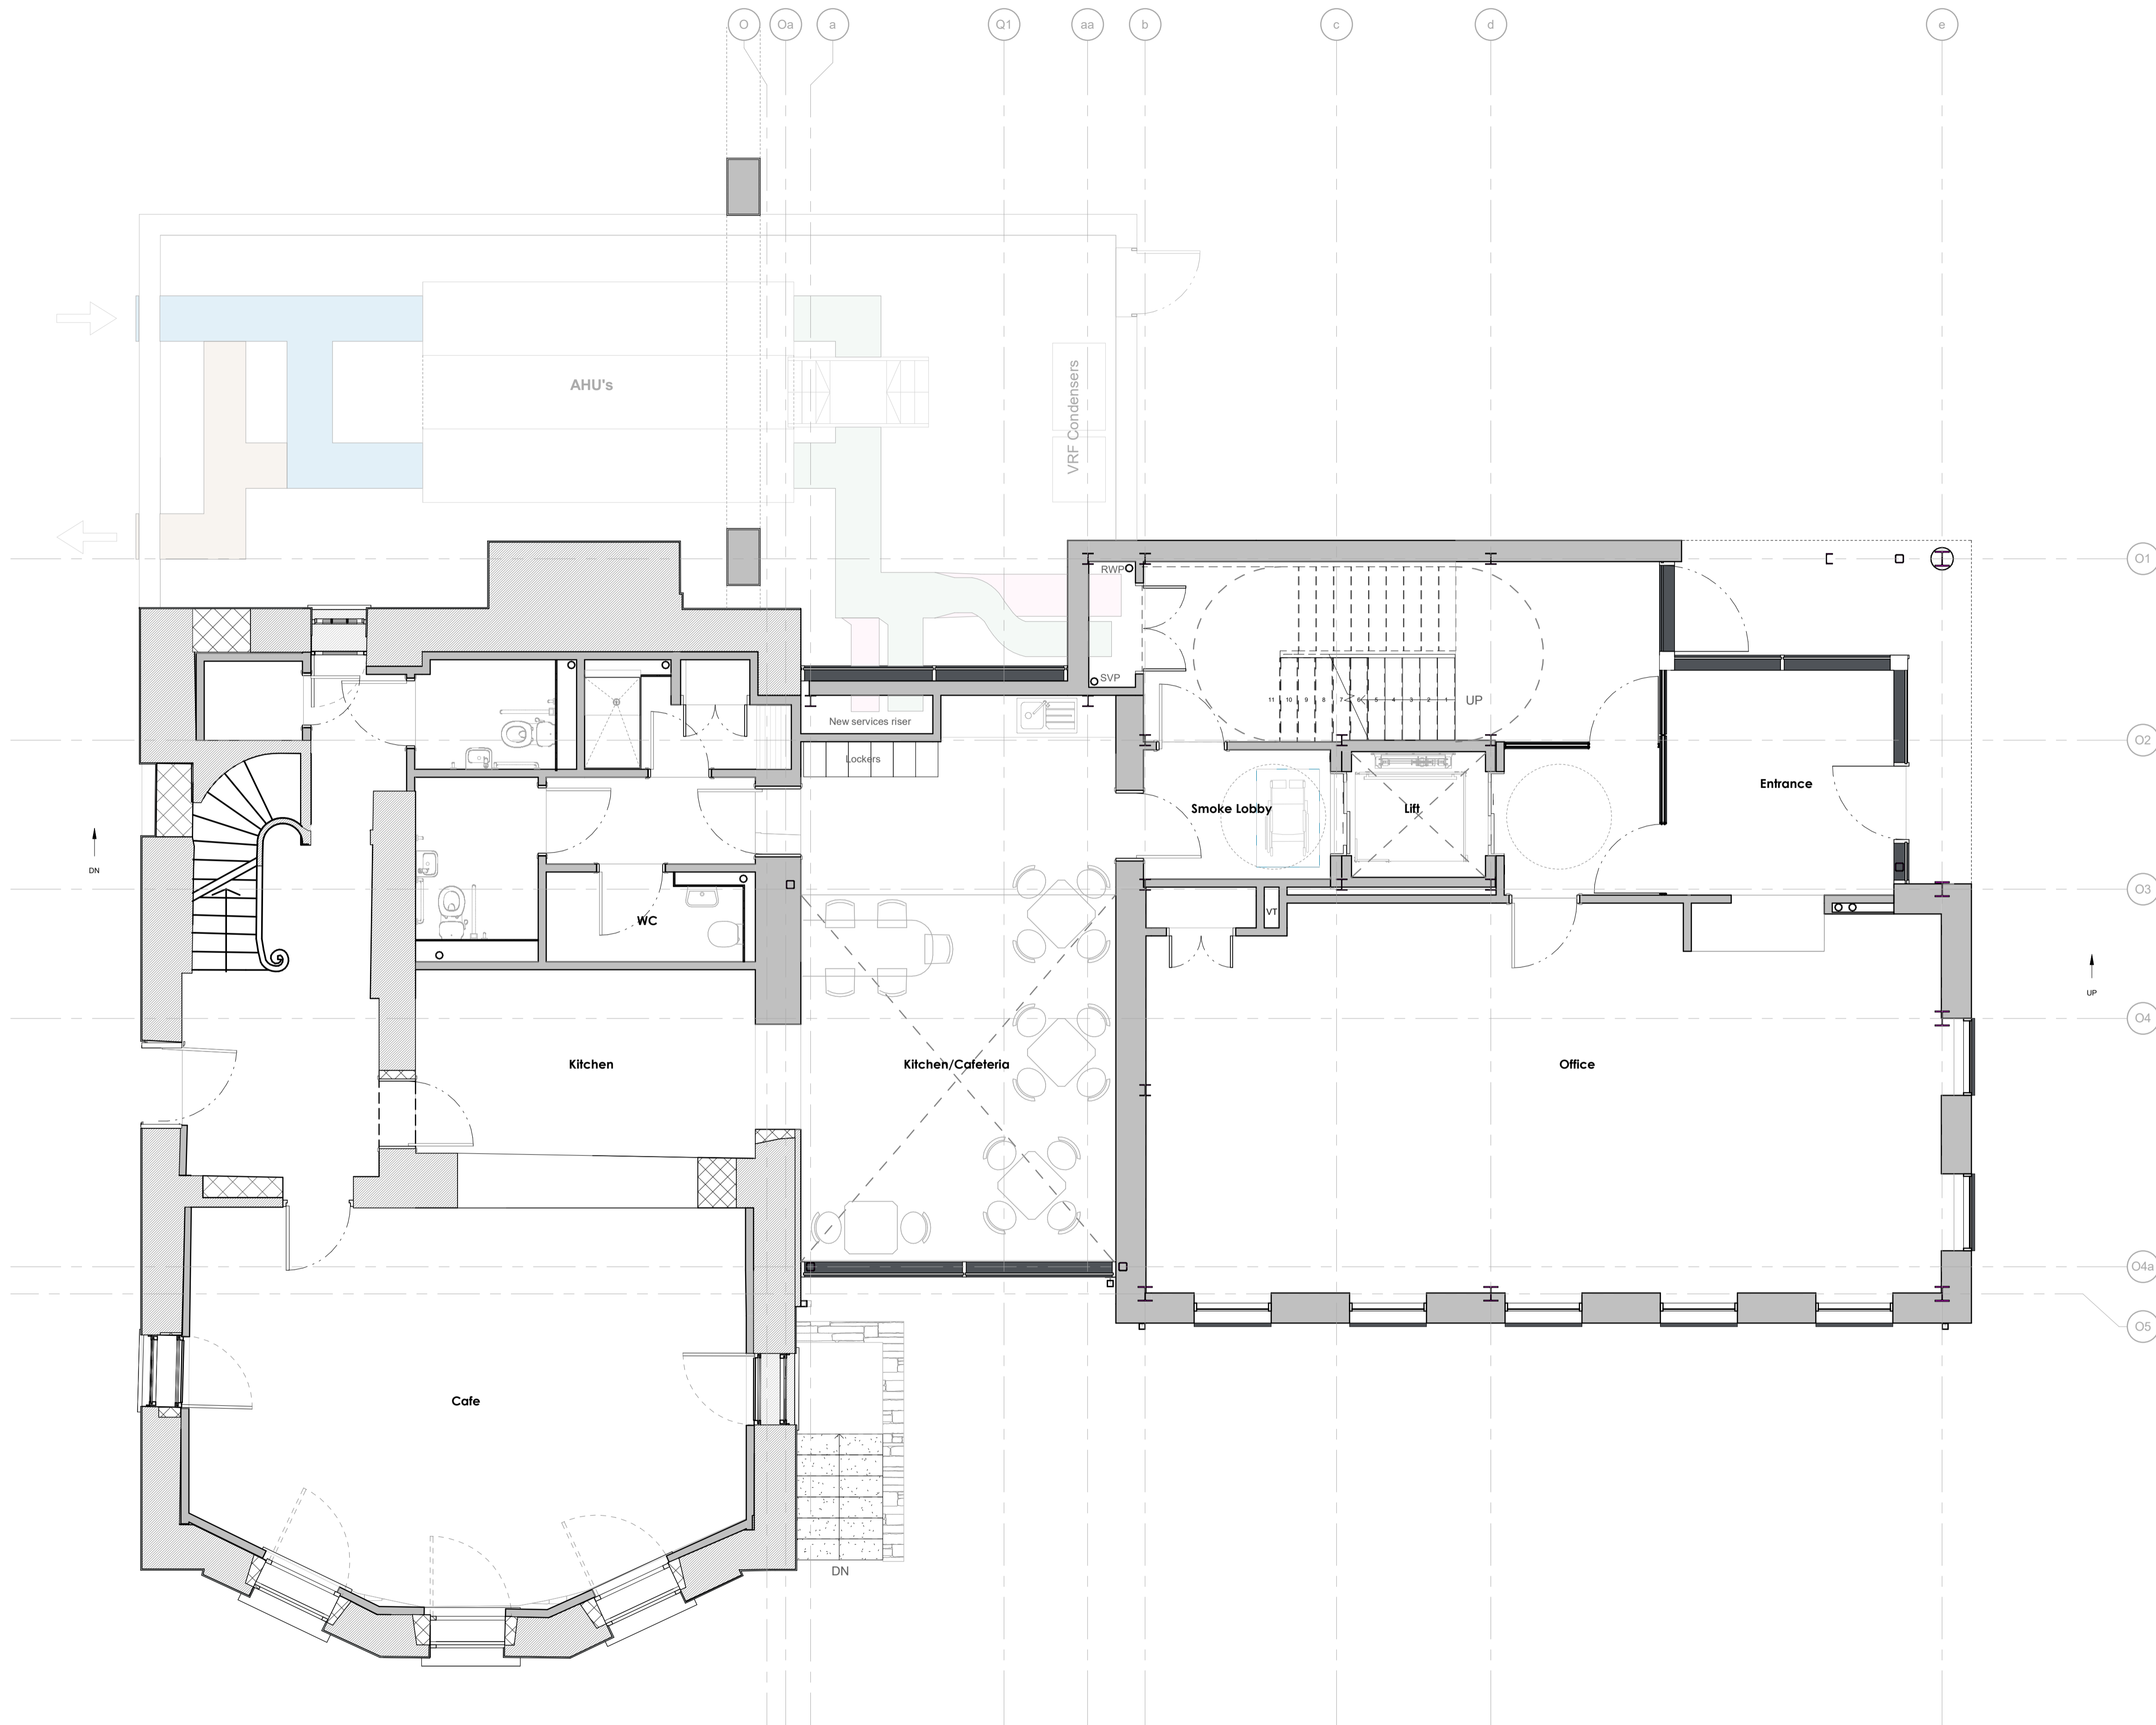 O
Oa
a
Q1
aa
b
c
d
e
AHU's
VRF Condensers
O1
RWP
SVP
11 10 9 8 7 6 5 4 3 2 1
UP
New services riser
O2
Lockers
Entrance
Smoke Lobby
Lift
DN
O3
VT
WC
UP
O4
Kitchen
Kitchen/Cafeteria
Office
O4a
O5
Cafe
DN